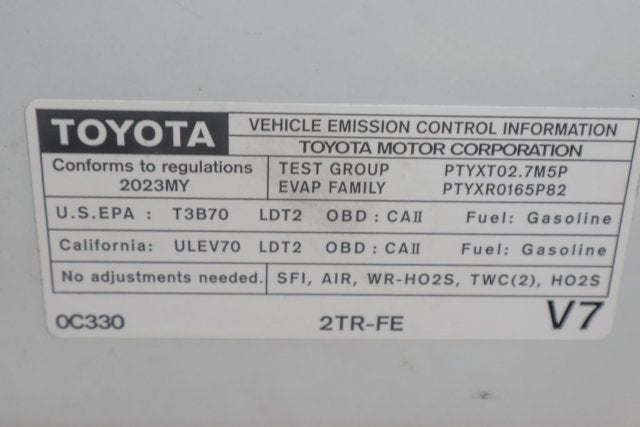 TOYOTA
VEHICLE EMISSION CONTROL INFORMATION
TOYOTA MOTOR CORPORATION
Conforms to regulations
2023MY
TEST GROUP PTYXT02.7M5P
EVAP FAMILY PTYXR0165P82
U.S.EPA : T3B70 LDT2 OBD : CAII Fuel: Gasoline
California: ULEV70 LDT2 OBD : CAII Fuel: Gasoline
No adjustments needed. SFI, AIR, WR-HO2S, TWC(2), HO2S
0C330 2TR-FE V7